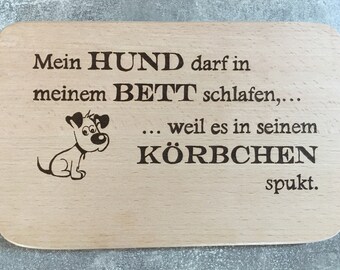 Mein HUND darf in
meinem BETT schlafen,...
... weil es in seinem
KÖRBCHEN
spukt.